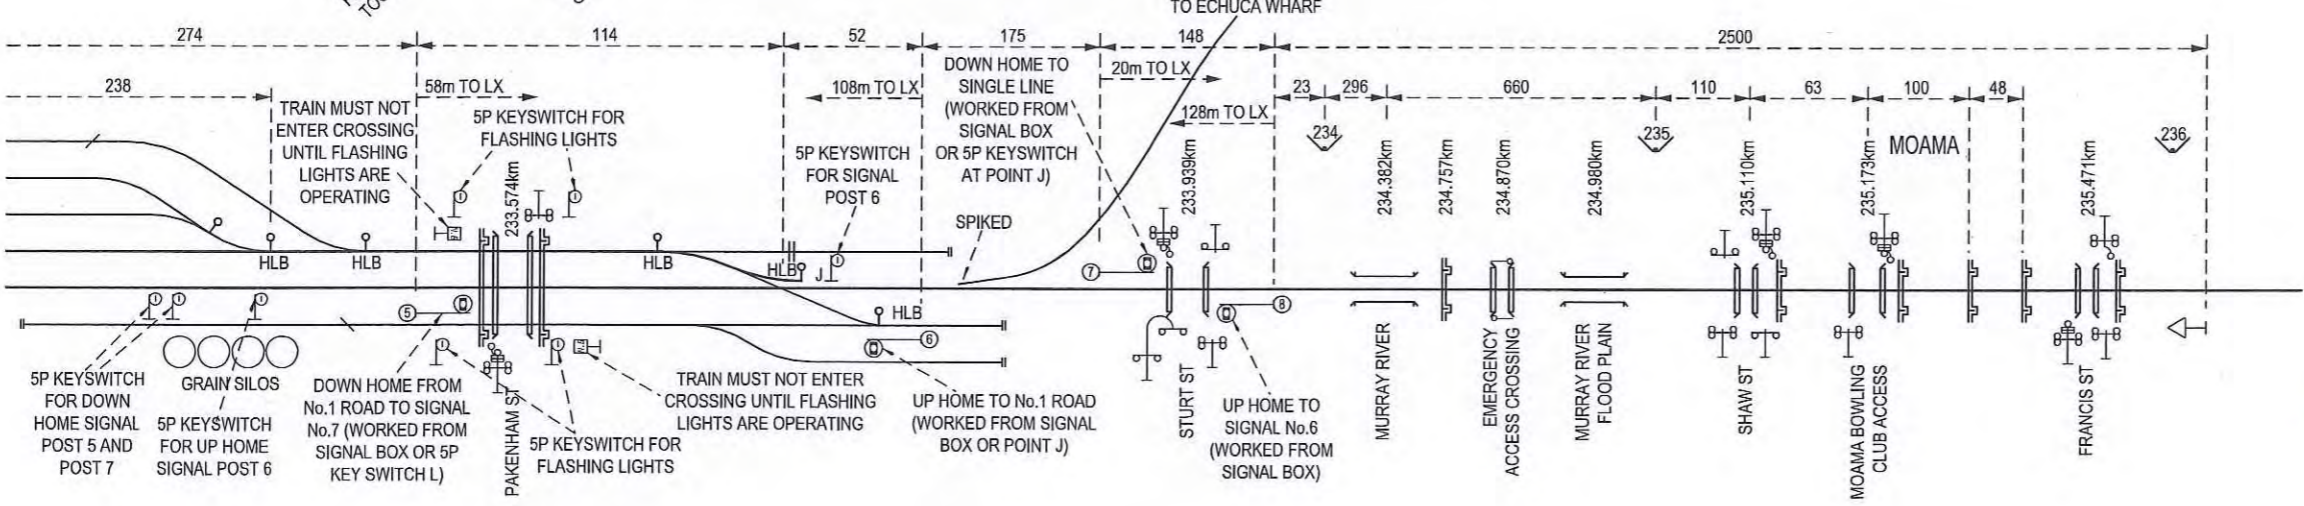 TO ECHUCA WHARF
274
114
52
175
148
2500
238
58m TO LX
108m TO LX
20m TO LX
128m TO LX
23
296
660
110
63
100
48
TRAIN MUST NOT
ENTER CROSSING
UNTIL FLASHING
LIGHTS ARE
OPERATING
5P KEYSWITCH FOR
FLASHING LIGHTS
5P KEYSWITCH
FOR SIGNAL
POST 6
DOWN HOME TO
SINGLE LINE
(WORKED FROM
SIGNAL BOX
OR 5P KEYSWITCH
AT POINT J)
SPIKED
234
235
236
MOAMA
233.574km
233.939km
234.382km
234.757km
234.870km
234.980km
235.110km
235.173km
235.471km
HLB
HLB
HLB
HLB
J
HLB
5
6
7
8
5P KEYSWITCH
FOR DOWN
HOME SIGNAL
POST 5 AND
POST 7
GRAIN SILOS
5P KEYSWITCH
FOR UP HOME
SIGNAL POST 6
DOWN HOME FROM
No.1 ROAD TO SIGNAL
No.7 (WORKED FROM
SIGNAL BOX OR 5P
KEY SWITCH L)
PAKENHAM ST
5P KEYSWITCH FOR
FLASHING LIGHTS
TRAIN MUST NOT ENTER
CROSSING UNTIL FLASHING
LIGHTS ARE OPERATING
UP HOME TO No.1 ROAD
(WORKED FROM SIGNAL
BOX OR POINT J)
STURT ST
UP HOME TO
SIGNAL No.6
(WORKED FROM
SIGNAL BOX)
MURRAY RIVER
EMERGENCY
ACCESS CROSSING
MURRAY RIVER
FLOOD PLAIN
SHAW ST
MOAMA BOWLING
CLUB ACCESS
FRANCIS ST